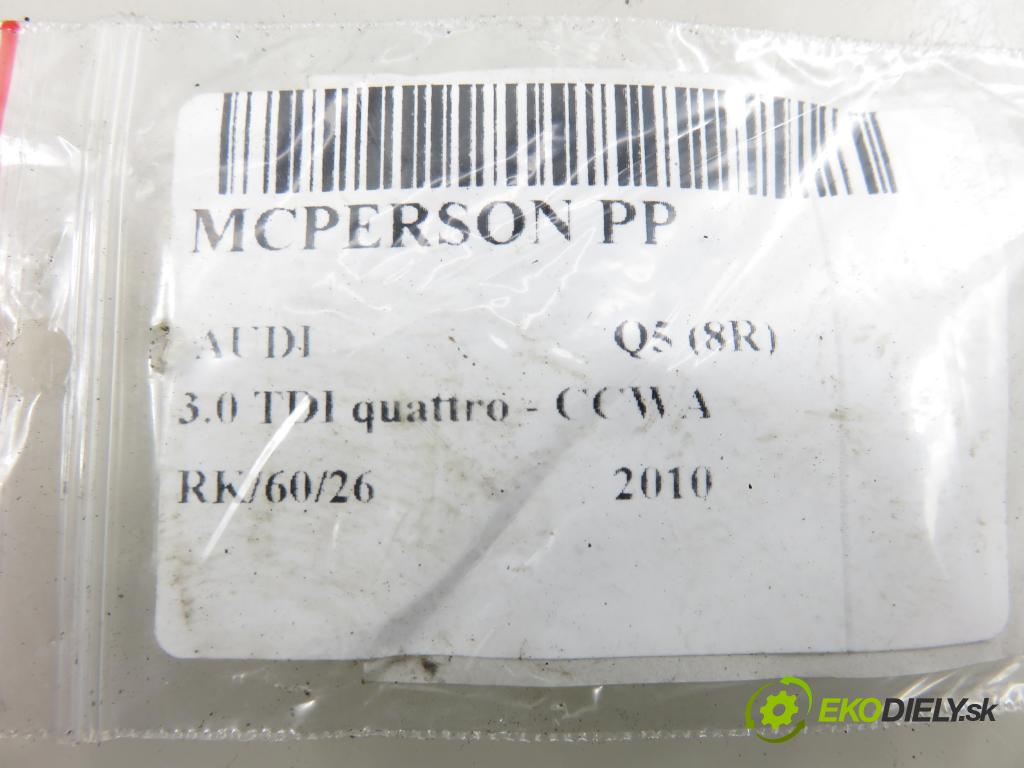 MCPERSON PP
AUDI Q5 (8R)
3.0 TDI quattro - CCWA
RK/60/26 2010
EKODIELY.sk